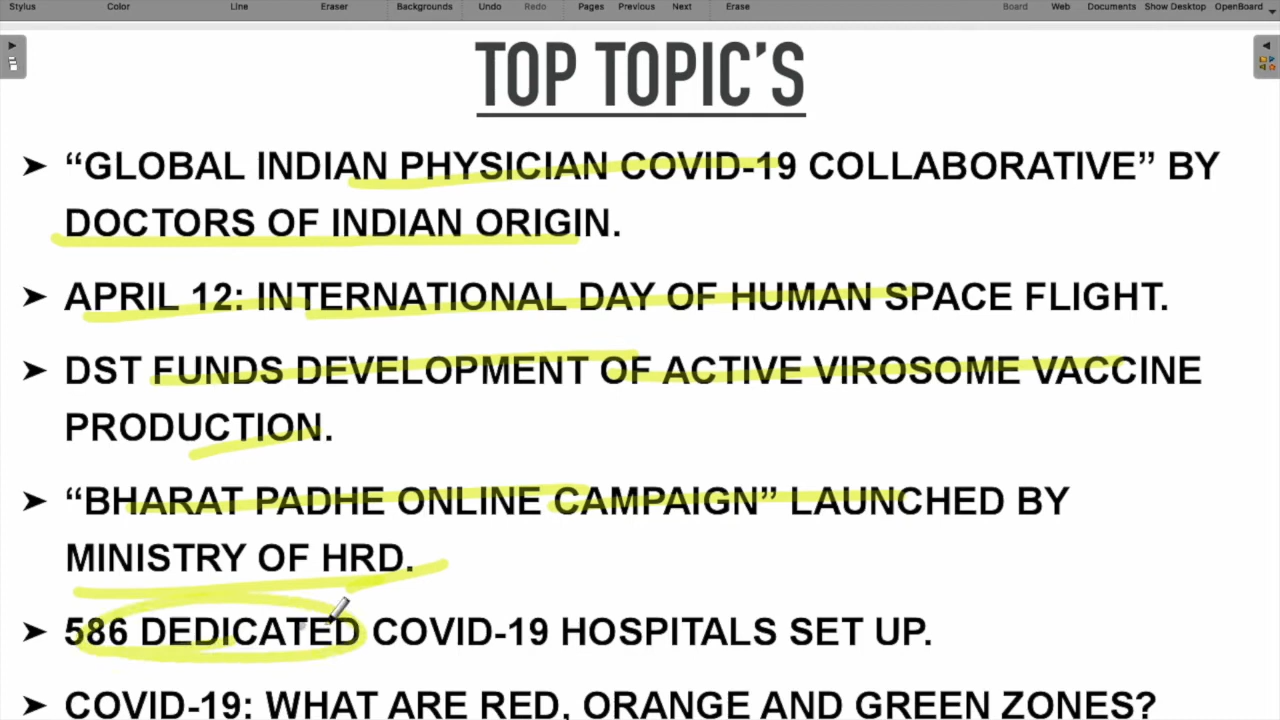 Stylus Color Line Eraser Backgrounds Undo Redo Pages Previous Next Erase Board Web Documents Show Desktop OpenBoard
TOP TOPIC'S
➤ “GLOBAL INDIAN PHYSICIAN COVID-19 COLLABORATIVE” BY
DOCTORS OF INDIAN ORIGIN.
➤ APRIL 12: INTERNATIONAL DAY OF HUMAN SPACE FLIGHT.
➤ DST FUNDS DEVELOPMENT OF ACTIVE VIROSOME VACCINE
PRODUCTION.
➤ “BHARAT PADHE ONLINE CAMPAIGN” LAUNCHED BY
MINISTRY OF HRD.
➤ 586 DEDICATED COVID-19 HOSPITALS SET UP.
➤ COVID-19: WHAT ARE RED, ORANGE AND GREEN ZONES?